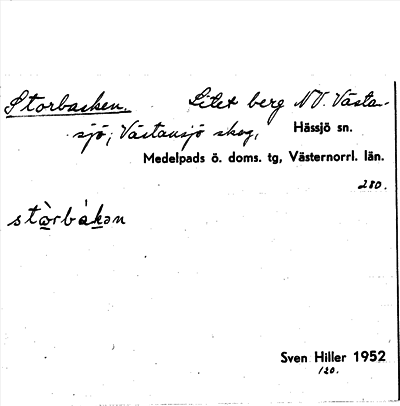 Storbacken. Litet berg NV. Västa-
sjö, Västansjö skog, Hässjö sn.
Medelpads ö. doms. tg, Västernorrl. län.
280.
stòrbákən
Sven Hiller 1952
120.